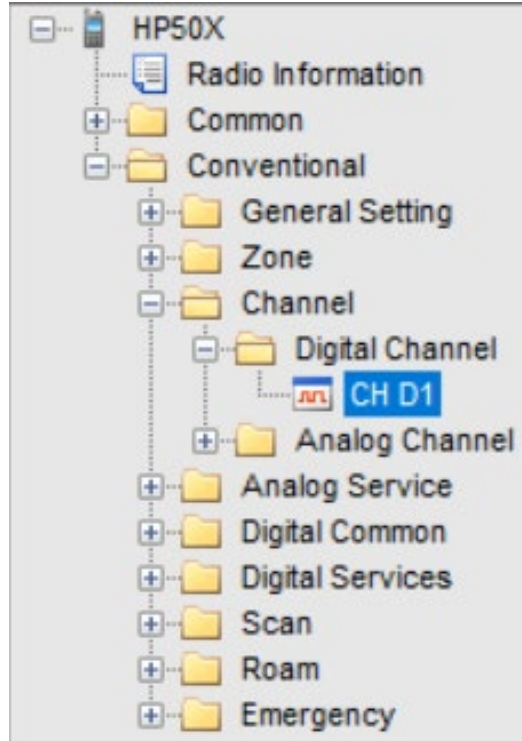 HP50X
Radio Information
Common
Conventional
General Setting
Zone
Channel
Digital Channel
CH D1
Analog Channel
Analog Service
Digital Common
Digital Services
Scan
Roam
Emergency